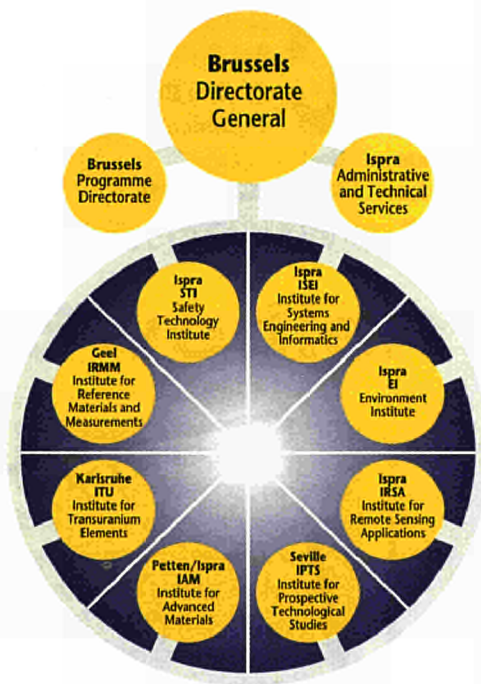 Brussels
Directorate
General
Brussels
Programme
Directorate
Ispra
Administrative
and Technical
Services
Ispra
STI
Safety
Technology
Institute
Ispra
ISEI
Institute for
Systems
Engineering and
Informatics
Geel
IRMM
Institute for
Reference
Materials and
Measurements
Ispra
EI
Environment
Institute
Karlsruhe
ITU
Institute for
Transuranium
Elements
Ispra
IRSA
Institute for
Remote Sensing
Applications
Petten/Ispra
IAM
Institute for
Advanced
Materials
Seville
IPTS
Institute for
Prospective
Technological
Studies